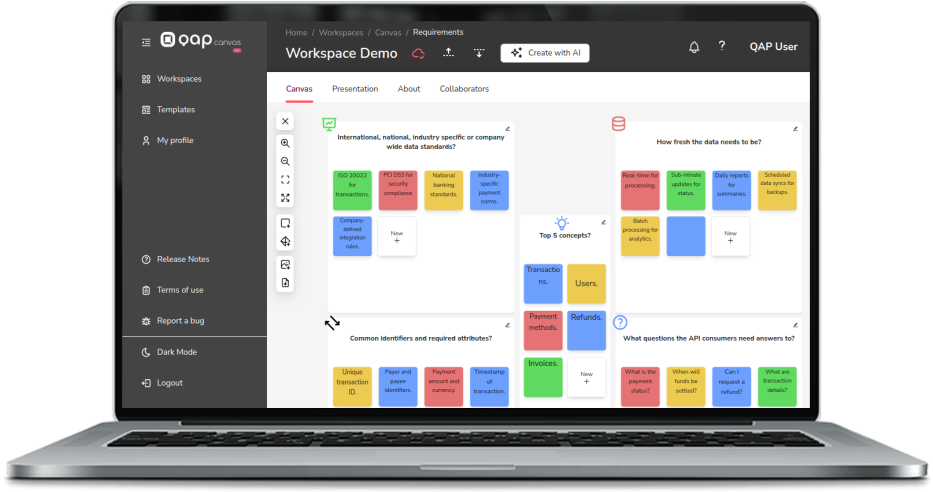 QAP canvas
Workspaces
Templates
My profile
Release Notes
Terms of use
Report a bug
Dark Mode
Logout
Home / Workspaces / Canvas / Requirements
Workspace Demo
Create with AI
?
QAP User
Canvas
Presentation
About
Collaborators
International, national, industry specific or company
wide data standards?
ISO 20022
for
transactions.
PCI DSS for
security
compliance
National
banking
standards.
Industry-
specific
payment
norms.
Company-
defined
integration
rules.
New
+
How fresh the data needs to be?
Real-time for
processing.
Sub-minute
updates for
status.
Daily reports
for
summaries.
Scheduled
data syncs for
backups.
Batch
processing for
analytics.
New
+
Top 5 concepts?
Transactio
ns.
Users.
Payment
methods.
Refunds.
Invoices.
New
+
Common identifiers and required attributes?
Unique
transaction
ID.
Payer and
payee
identifiers.
Payment
amount and
currency.
Timestamp
of
transaction.
?
What questions the API consumers need answers to?
What is the
payment
status?
When will
funds be
settled?
Can I
request a
refund?
What are
transaction
details?